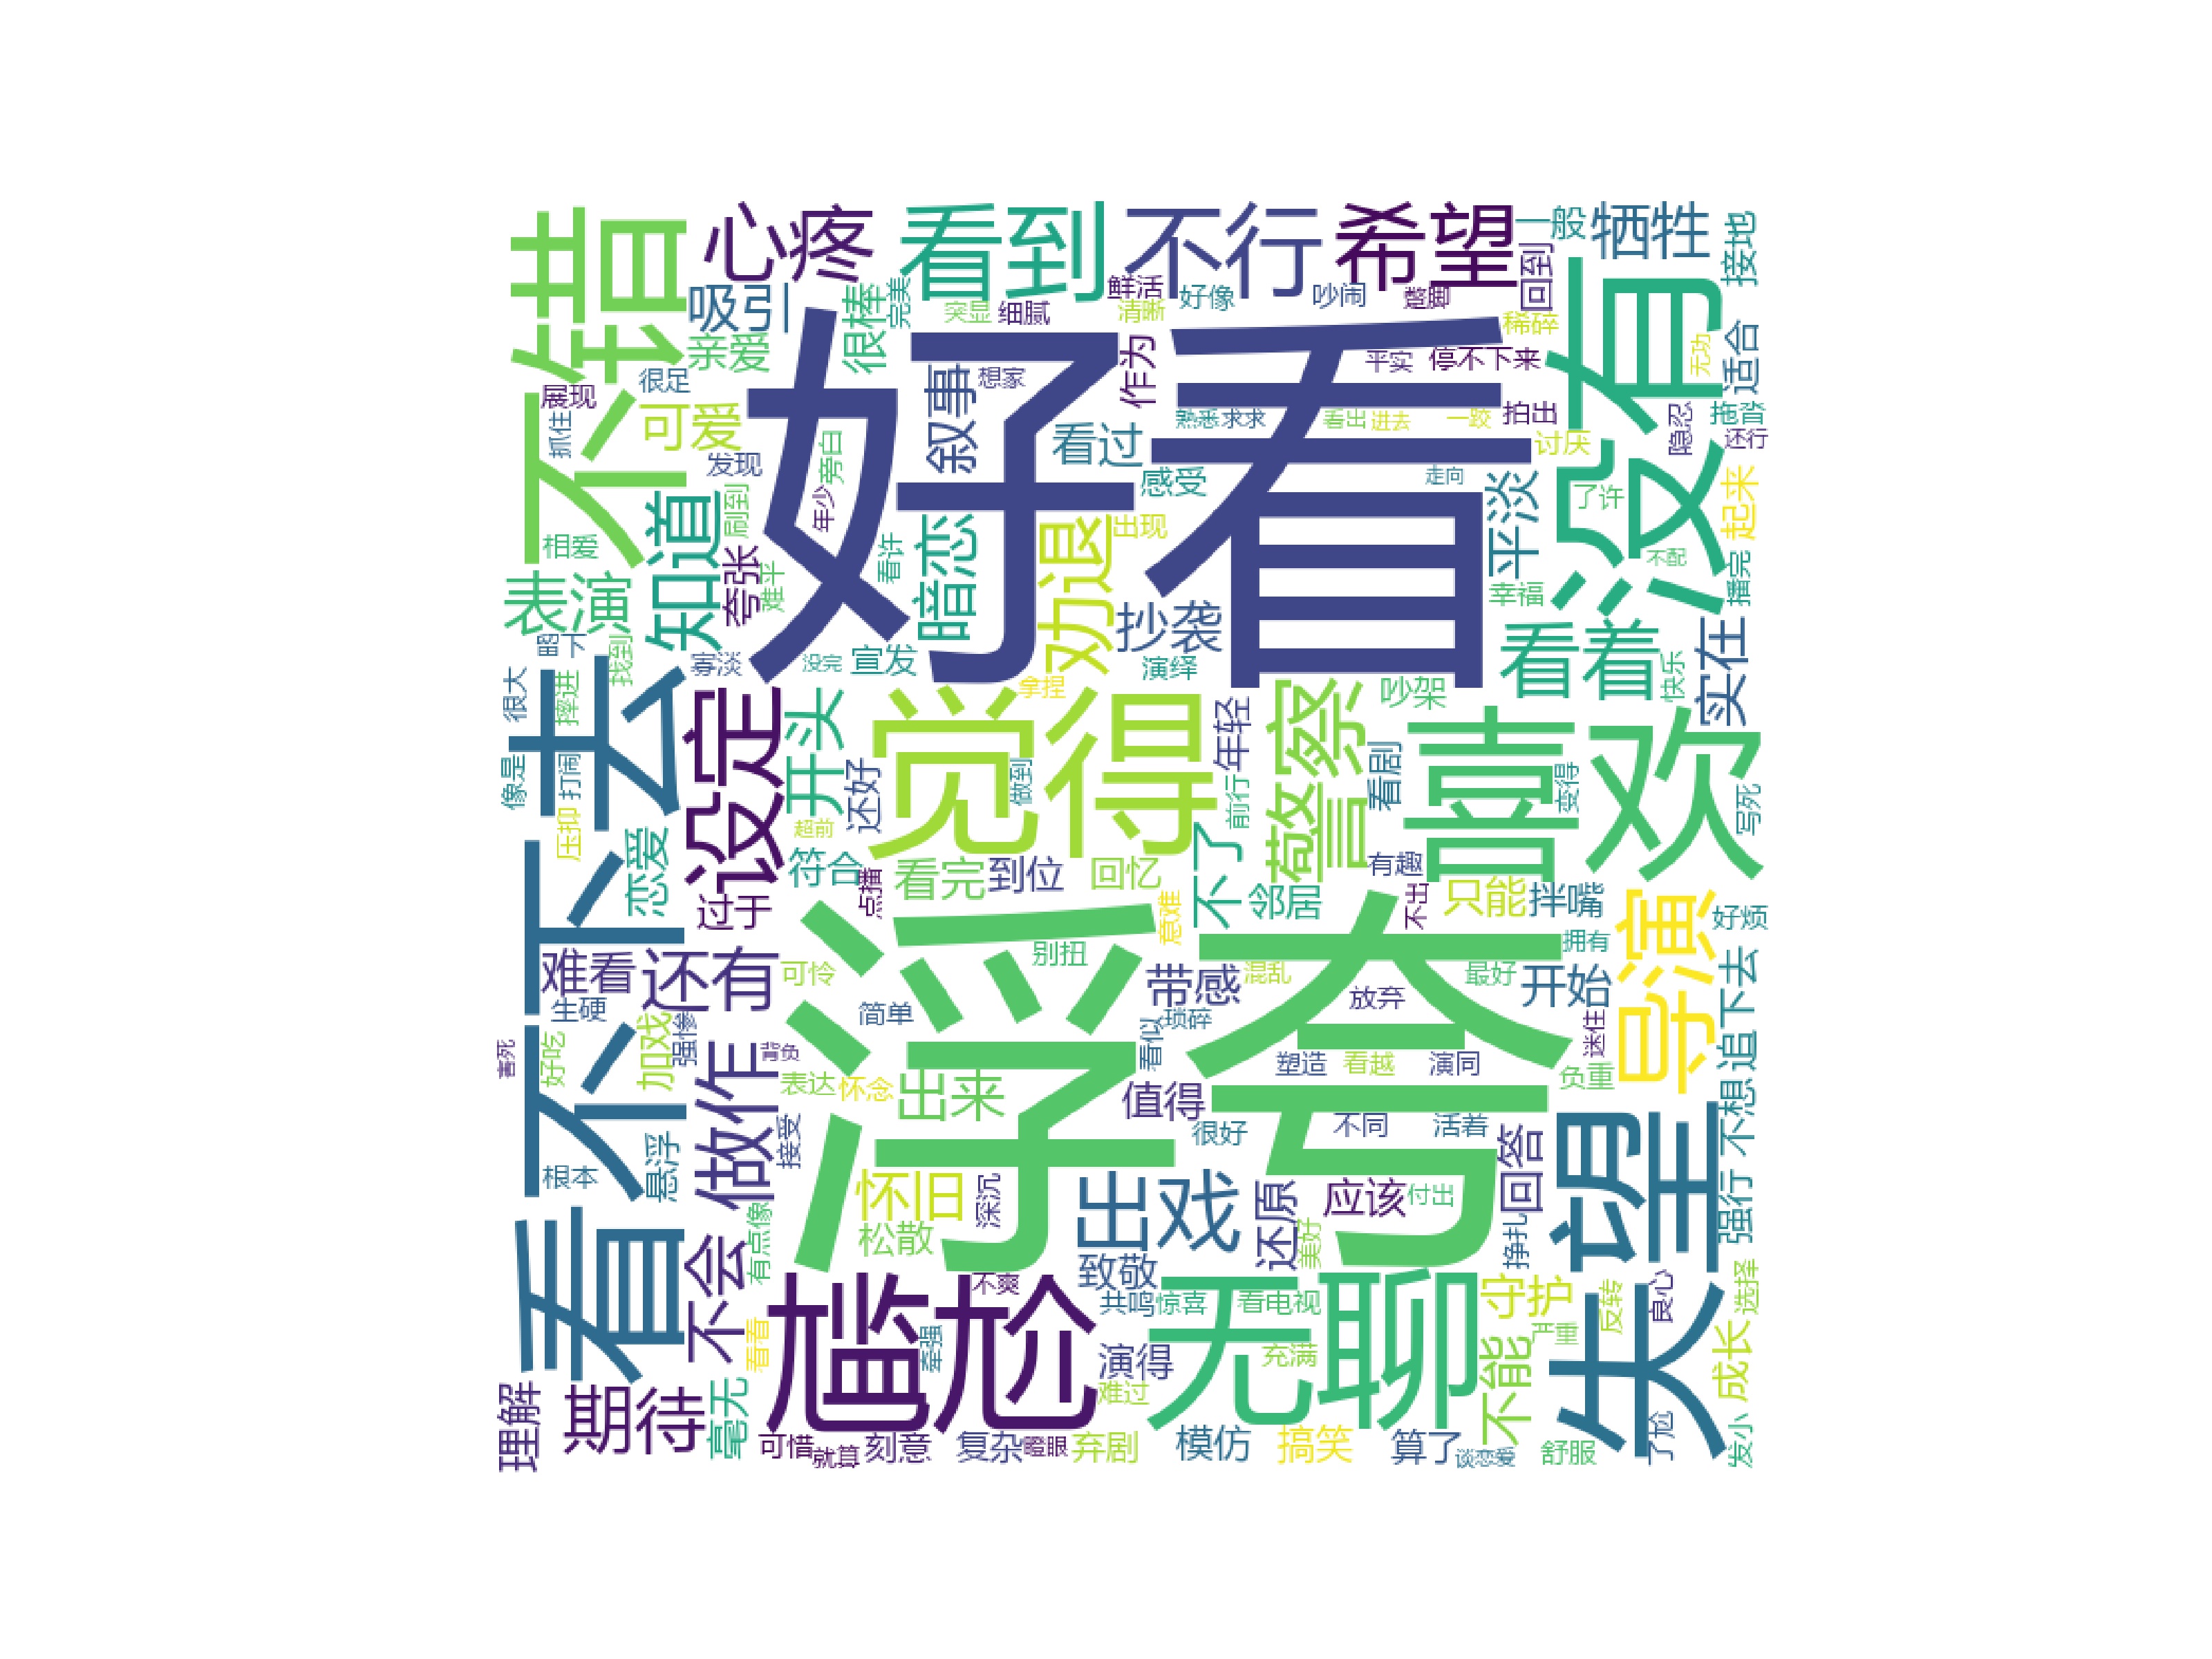 不错
心疼
看到
不行
希望
一般
牺牲
接地
吸引
很棒
完美
突显
细腻
鲜活
清晰
好像
吵闹
蹩脚
回到
稀碎
没有
无功
适合
亲爱
很足
展现
可爱
抓住
发现
旁白
年少
好看
叙事
想家
作为
平实
停不下来
熟悉
求求
看出
进去
一跤
拍出
讨厌
隐忍
拖沓
还行
看过
感受
走向
平淡
了许
起来
知道
刷到
相爱
夸张
难平
看许
暗恋
劝退
出现
抄袭
幸福
不配
播完
表演
留下
找到
寡淡
没完
宣发
演绎
看着
快乐
实在
很大
摔进
看不下去
设定
开头
觉得
拿捏
年轻
警察
吵架
喜欢
像是
打闹
压抑
恋爱
还好
超前
做到
前行
看剧
变得
写死
符合
点播
看完
到位
回忆
不了
有趣
邻居
不出
只能
拌嘴
导演
好烦
过于
难看
还有
可怜
浮夸
别扭
意难
带感
混乱
最好
拥有
开始
不想追下去
生硬
简单
琐碎
放弃
迷住
害死
好吃
加戏
强惨
背负
做作
表达
怀念
出来
看似
值得
塑造
看越
演同
负重
根本
悬浮
接受
很好
不同
活着
失望
有点像
怀旧
深沉
松散
出戏
还原
美好
应该
付出
回答
挣扎
强行
不会
不爽
致敬
共鸣
惊喜
看电视
守护
严重
反转
良心
选择
看看
尴尬
牵强
演得
难过
无聊
充满
不能
成长
理解
期待
毫无
可惜
就算
刻意
复杂
瞪眼
弃剧
模仿
搞笑
算了
谈恋爱
舒服
了尬
发小